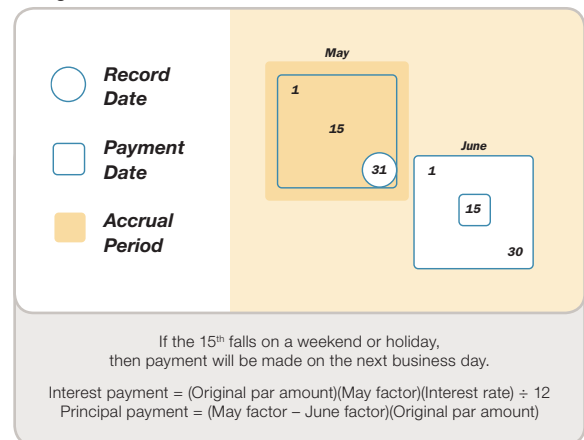 Record
Date
Payment
Date
Accrual
Period
May
1
15
31
June
1
15
30
If the 15th falls on a weekend or holiday,
then payment will be made on the next business day.
Interest payment = (Original par amount)(May factor)(Interest rate) ÷ 12
Principal payment = (May factor – June factor)(Original par amount)